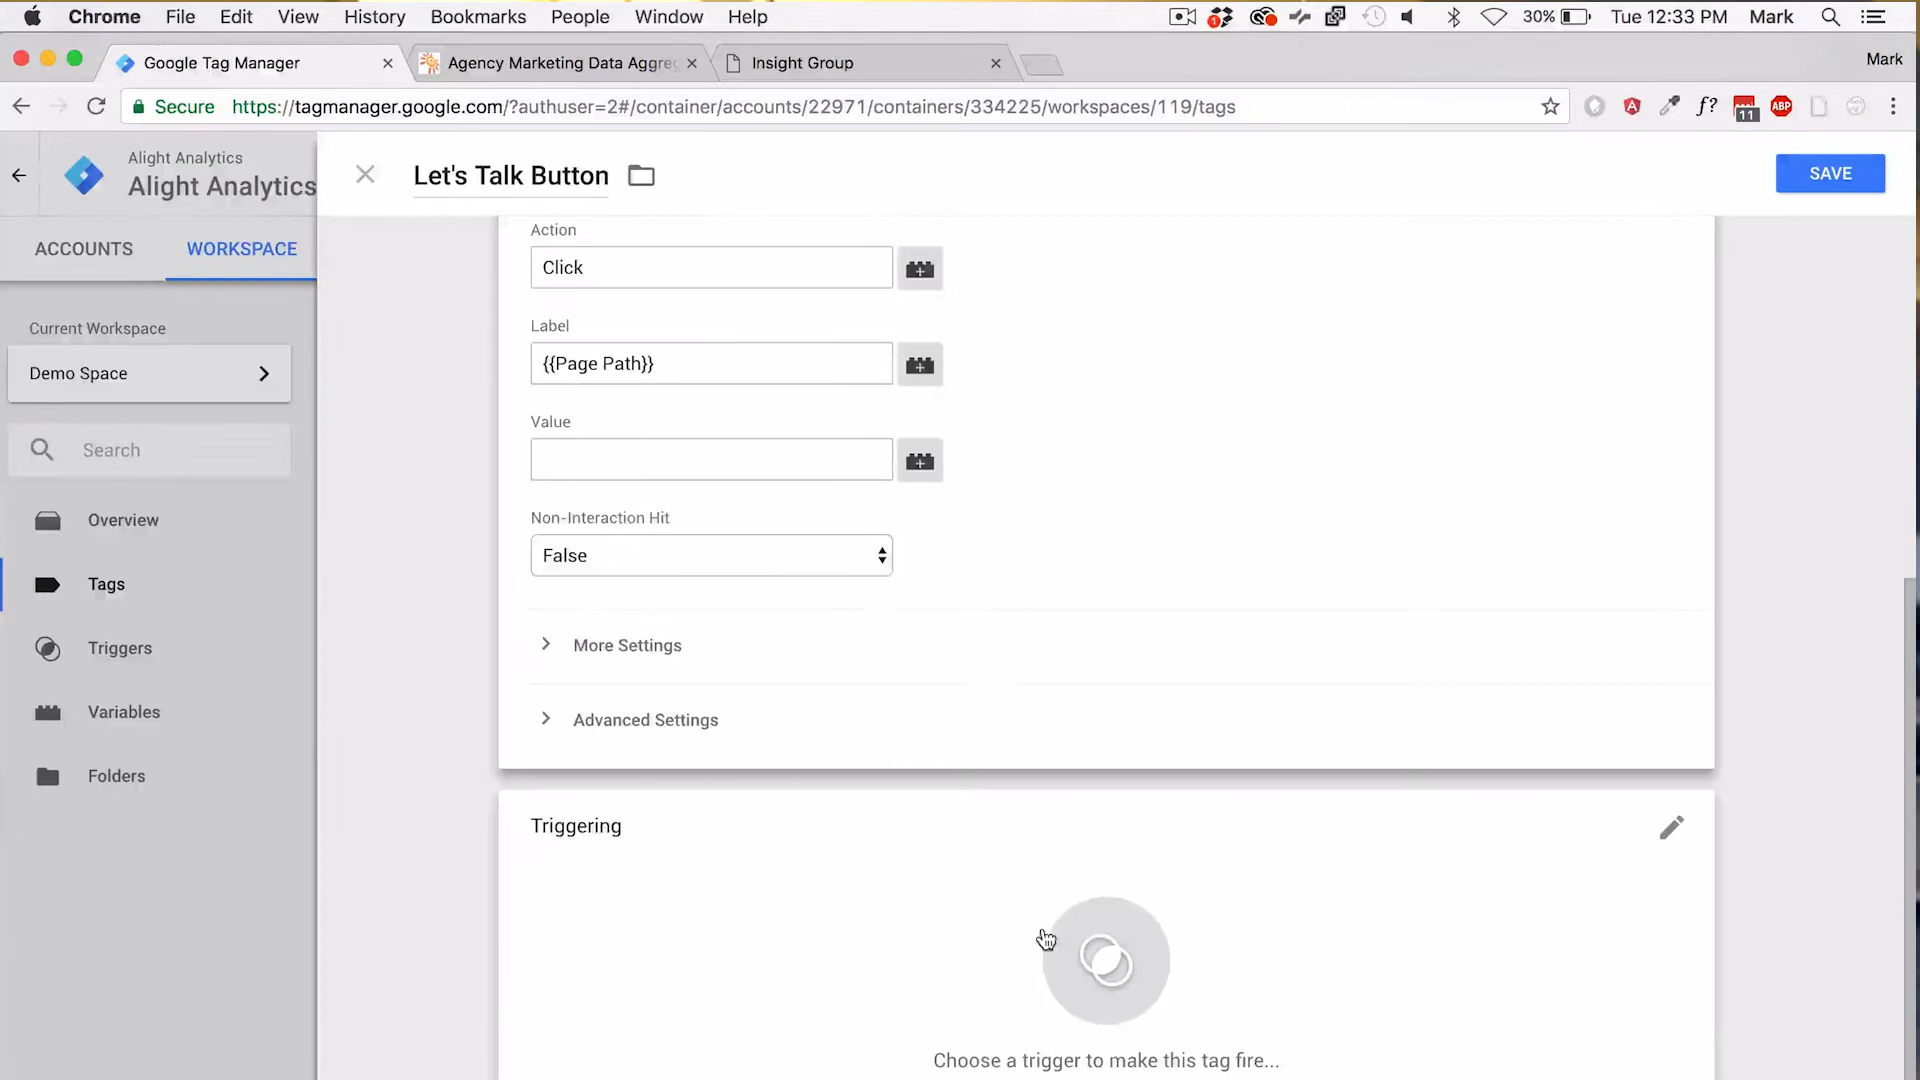 Chrome File Edit View History Bookmarks People Window Help 1 30% Tue 12:33 PM Mark
Google Tag Manager Agency Marketing Data Aggre Insight Group Mark
Secure https://tagmanager.google.com/?authuser=2#/container/accounts/22971/containers/334225/workspaces/119/tags A f? 11 ABP
Alight Analytics
Alight Analytics
Let's Talk Button
SAVE
ACCOUNTS WORKSPACE
Current Workspace
Demo Space
Search
Overview
Tags
Triggers
Variables
Folders
Action
Click
Label
{{Page Path}}
Value
Non-Interaction Hit
False
More Settings
Advanced Settings
Triggering
Choose a trigger to make this tag fire...